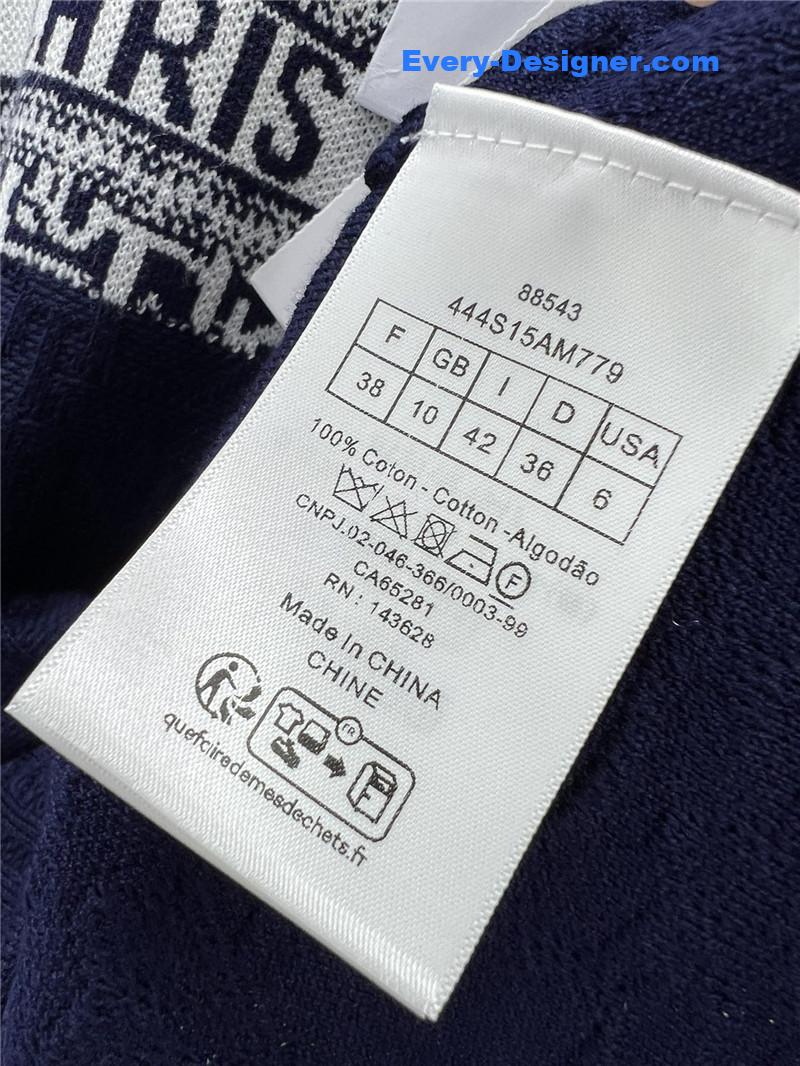 Every-Designer.com
88543
444S15AM779
F GB I D USA
38 10 42 36 6
100% Coton - Cotton -Algodão
F
CNPJ.02-046-366/0003-99
CA65281
RN : 143628
Made In CHINA
CHINE
FR
quefairedemesdechets.fr